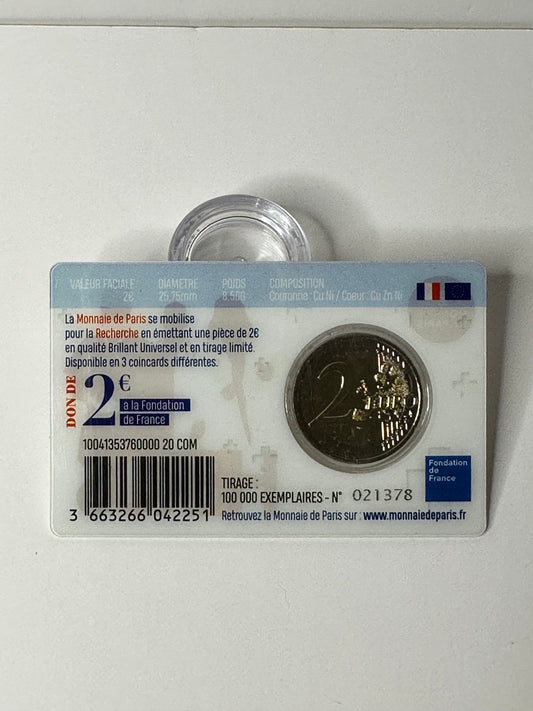 VALEUR FACIALE DIAMÈTRE POIDS COMPOSITION
2€ 25,75mm 8,50G Couronne : Cu Ni / Coeur : Cu Zn Ni
La Monnaie de Paris se mobilise
pour la Recherche en émettant une pièce de 2€
en qualité Brillant Universel et en tirage limité.
Disponible en 3 coincards différentes.
DON DE
2€
à la Fondation
de France
10041353760000 20 COM
3 663266 042251
TIRAGE :
100 000 EXEMPLAIRES - N° 021378
Retrouvez la Monnaie de Paris sur : www.monnaiedeparis.fr
2 EURO
Fondation
de
France